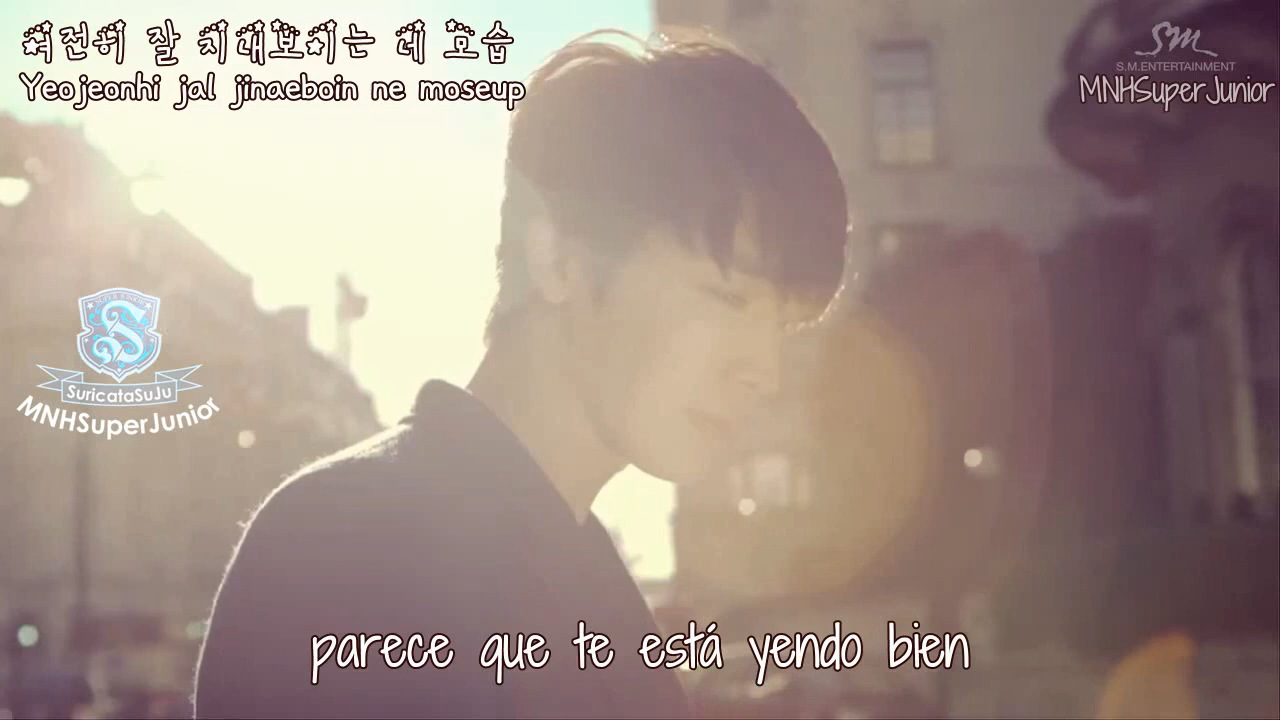 여전히 잘 지내보이는 네 모습
Yeojeonhi jal jinaeboin ne moseup
SM
S.M.ENTERTAINMENT
MNHSuperJunior
S
SuricataSuJu
MNHSuperJunior
parece que te está yendo bien